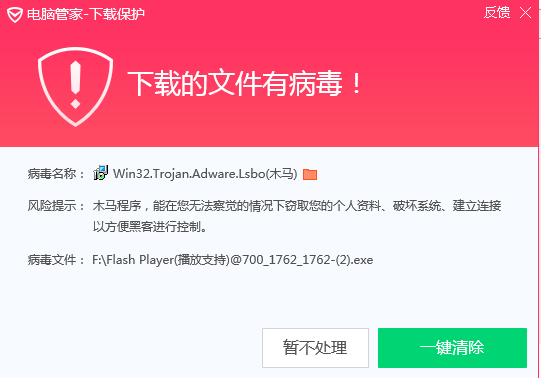 电脑管家-下载保护 反馈
下载的文件有病毒！
病毒名称： Win32.Trojan.Adware.Lsbo(木马)
风险提示： 木马程序，能在您无法察觉的情况下窃取您的个人资料、破坏系统、建立连接
以方便黑客进行控制。
病毒文件： F:\Flash Player(播放支持)@700_1762_1762-(2).exe
暂不处理 一键清除